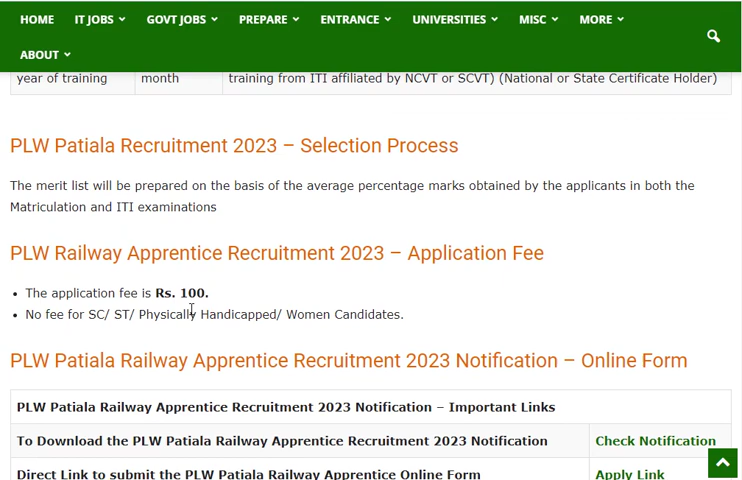 HOME IT JOBS GOVT JOBS PREPARE ENTRANCE UNIVERSITIES MISC MORE
ABOUT
year of training month training from ITI affiliated by NCVT or SCVT) (National or State Certificate Holder)
PLW Patiala Recruitment 2023 – Selection Process
The merit list will be prepared on the basis of the average percentage marks obtained by the applicants in both the
Matriculation and ITI examinations
PLW Railway Apprentice Recruitment 2023 – Application Fee
• The application fee is Rs. 100.
• No fee for SC/ ST/ Physically Handicapped/ Women Candidates.
PLW Patiala Railway Apprentice Recruitment 2023 Notification – Online Form
PLW Patiala Railway Apprentice Recruitment 2023 Notification – Important Links
To Download the PLW Patiala Railway Apprentice Recruitment 2023 Notification Check Notification
Direct Link to submit the PLW Patiala Railway Apprentice Online Form Apply Link